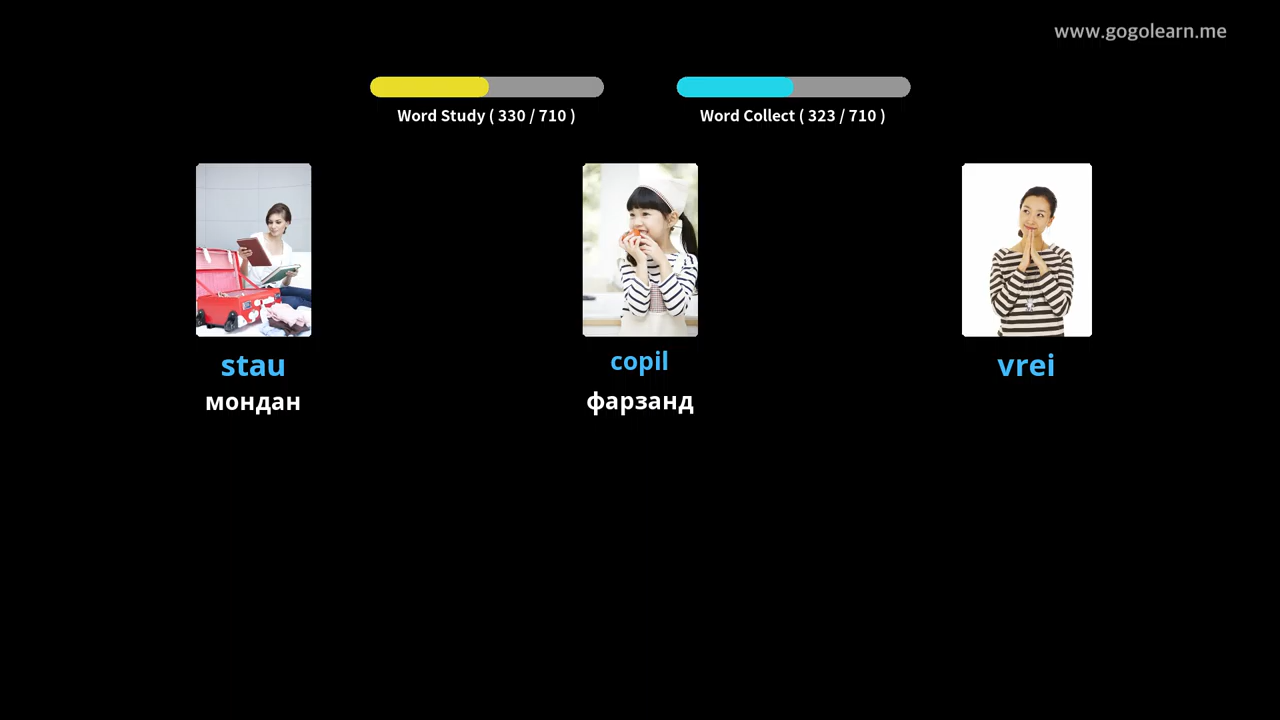 www.gogolearn.me
Word Study ( 330 / 710 )
Word Collect ( 323 / 710 )
stau
мондан
copil
фарзанд
vrei